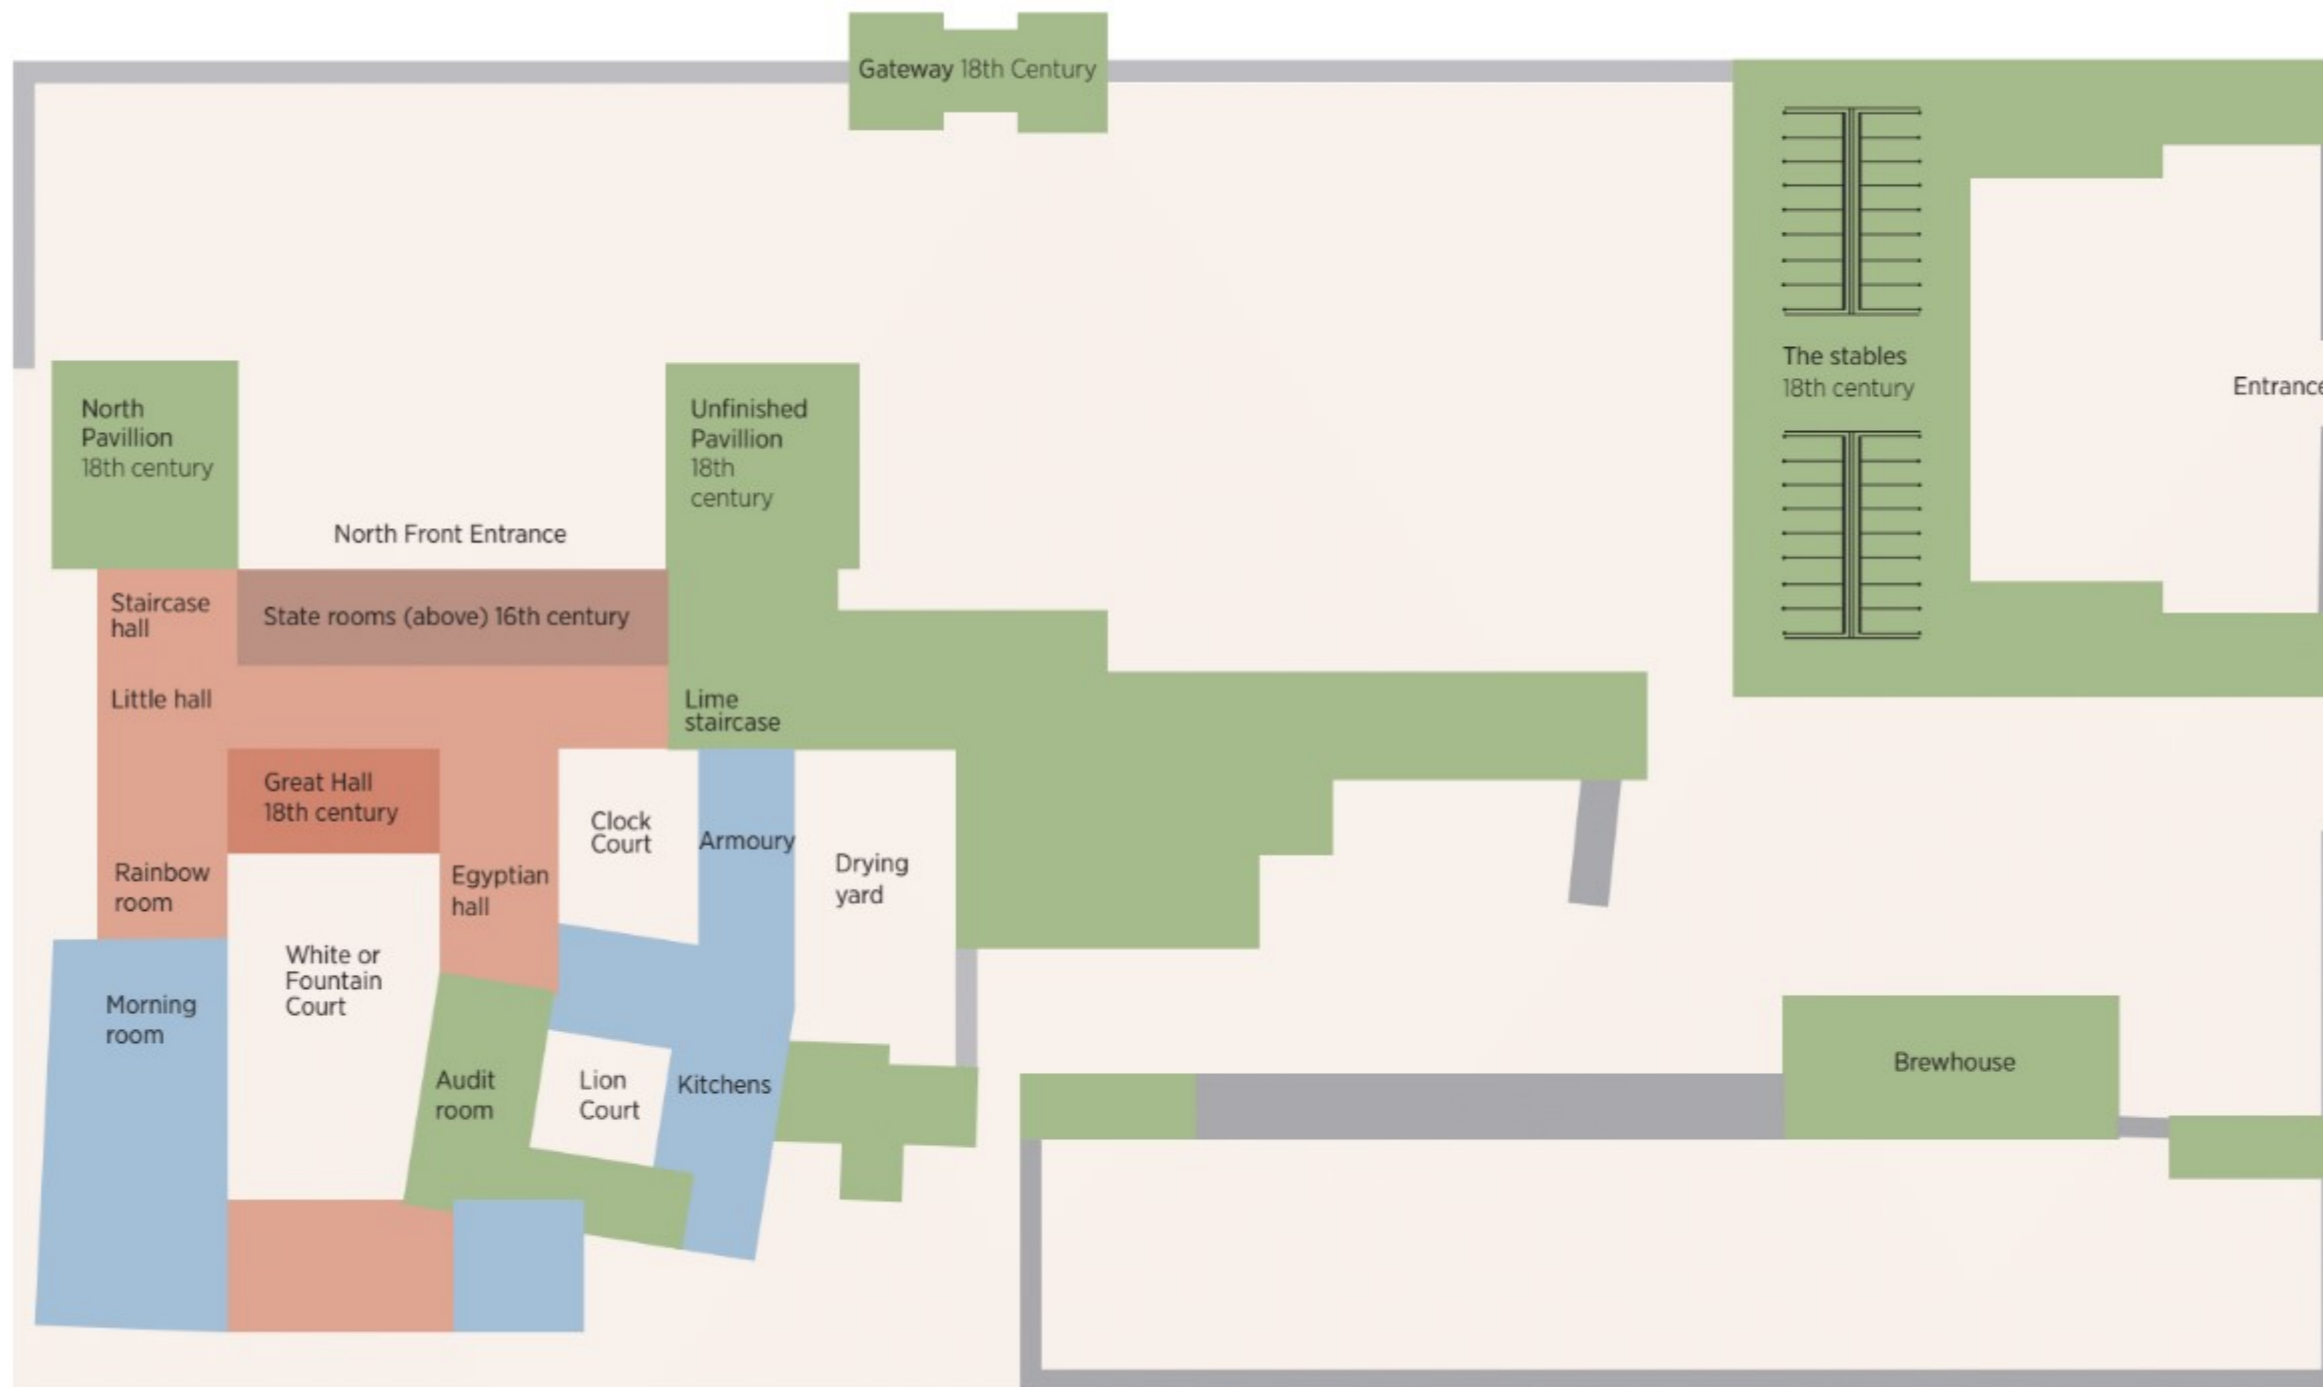 Gateway 18th Century
The stables
18th century
Entrance
North
Pavillion
18th century
Unfinished
Pavillion
18th
century
North Front Entrance
Staircase
hall
State rooms (above) 16th century
Little hall
Lime
staircase
Great Hall
18th century
Clock
Court
Armoury
Drying
yard
Rainbow
room
Egyptian
hall
White or
Fountain
Court
Morning
room
Audit
room
Lion
Court
Kitchens
Brewhouse